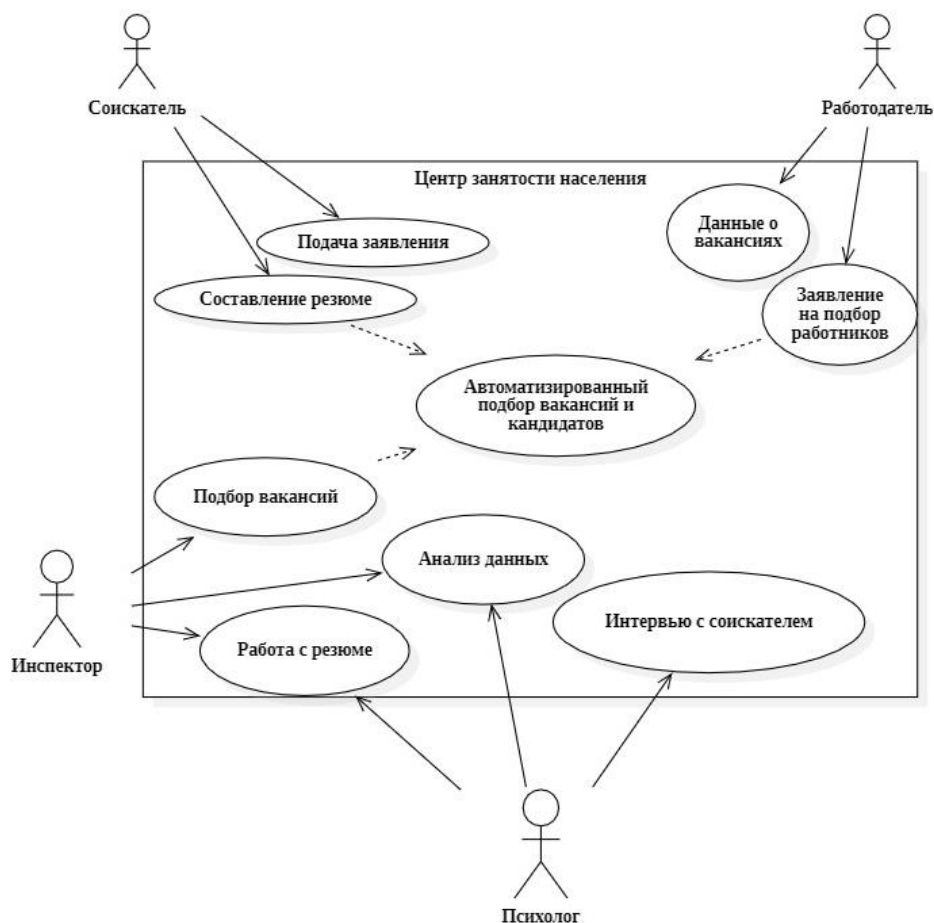 Соискатель
Работодатель
Центр занятости населения
Подача заявления
Данные о
вакансиях
Составление резюме
Заявление
на подбор
работников
Автоматизированный
подбор вакансий и
кандидатов
Подбор вакансий
Анализ данных
Интервью с соискателем
Работа с резюме
Инспектор
Психолог